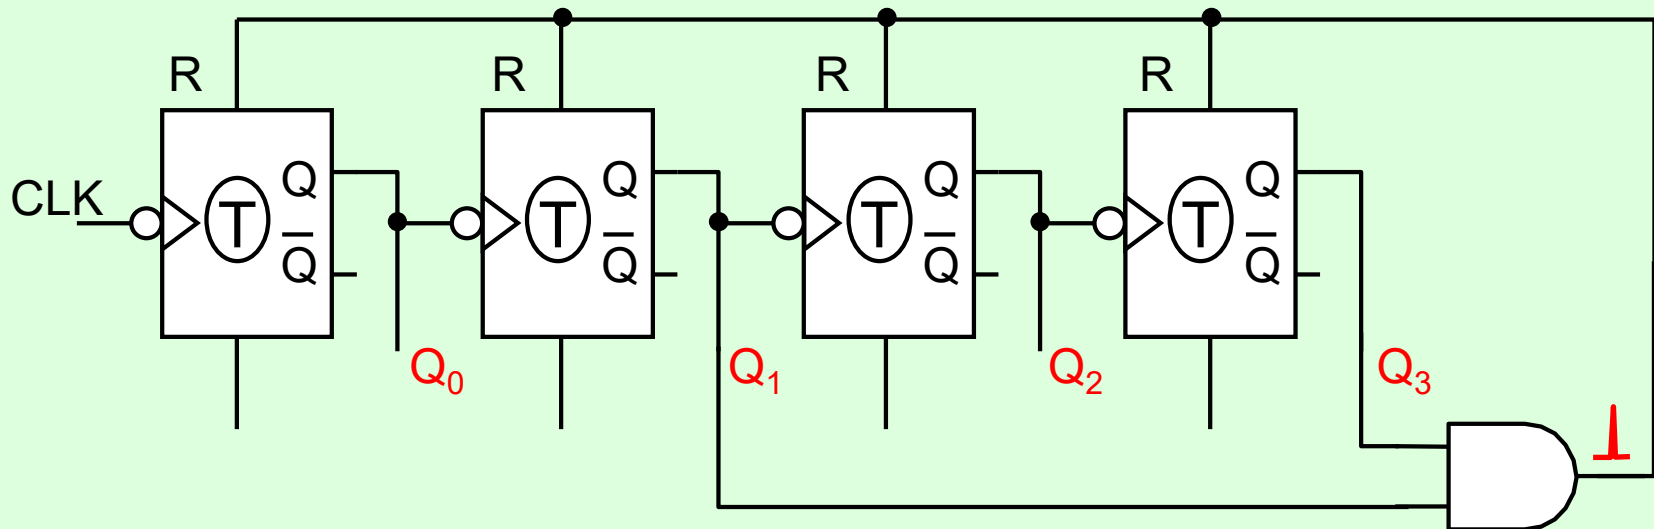 R R R R
CLK T Q Q̅ T Q Q̅ T Q Q̅ T Q Q̅
Q₀ Q₁ Q₂ Q₃